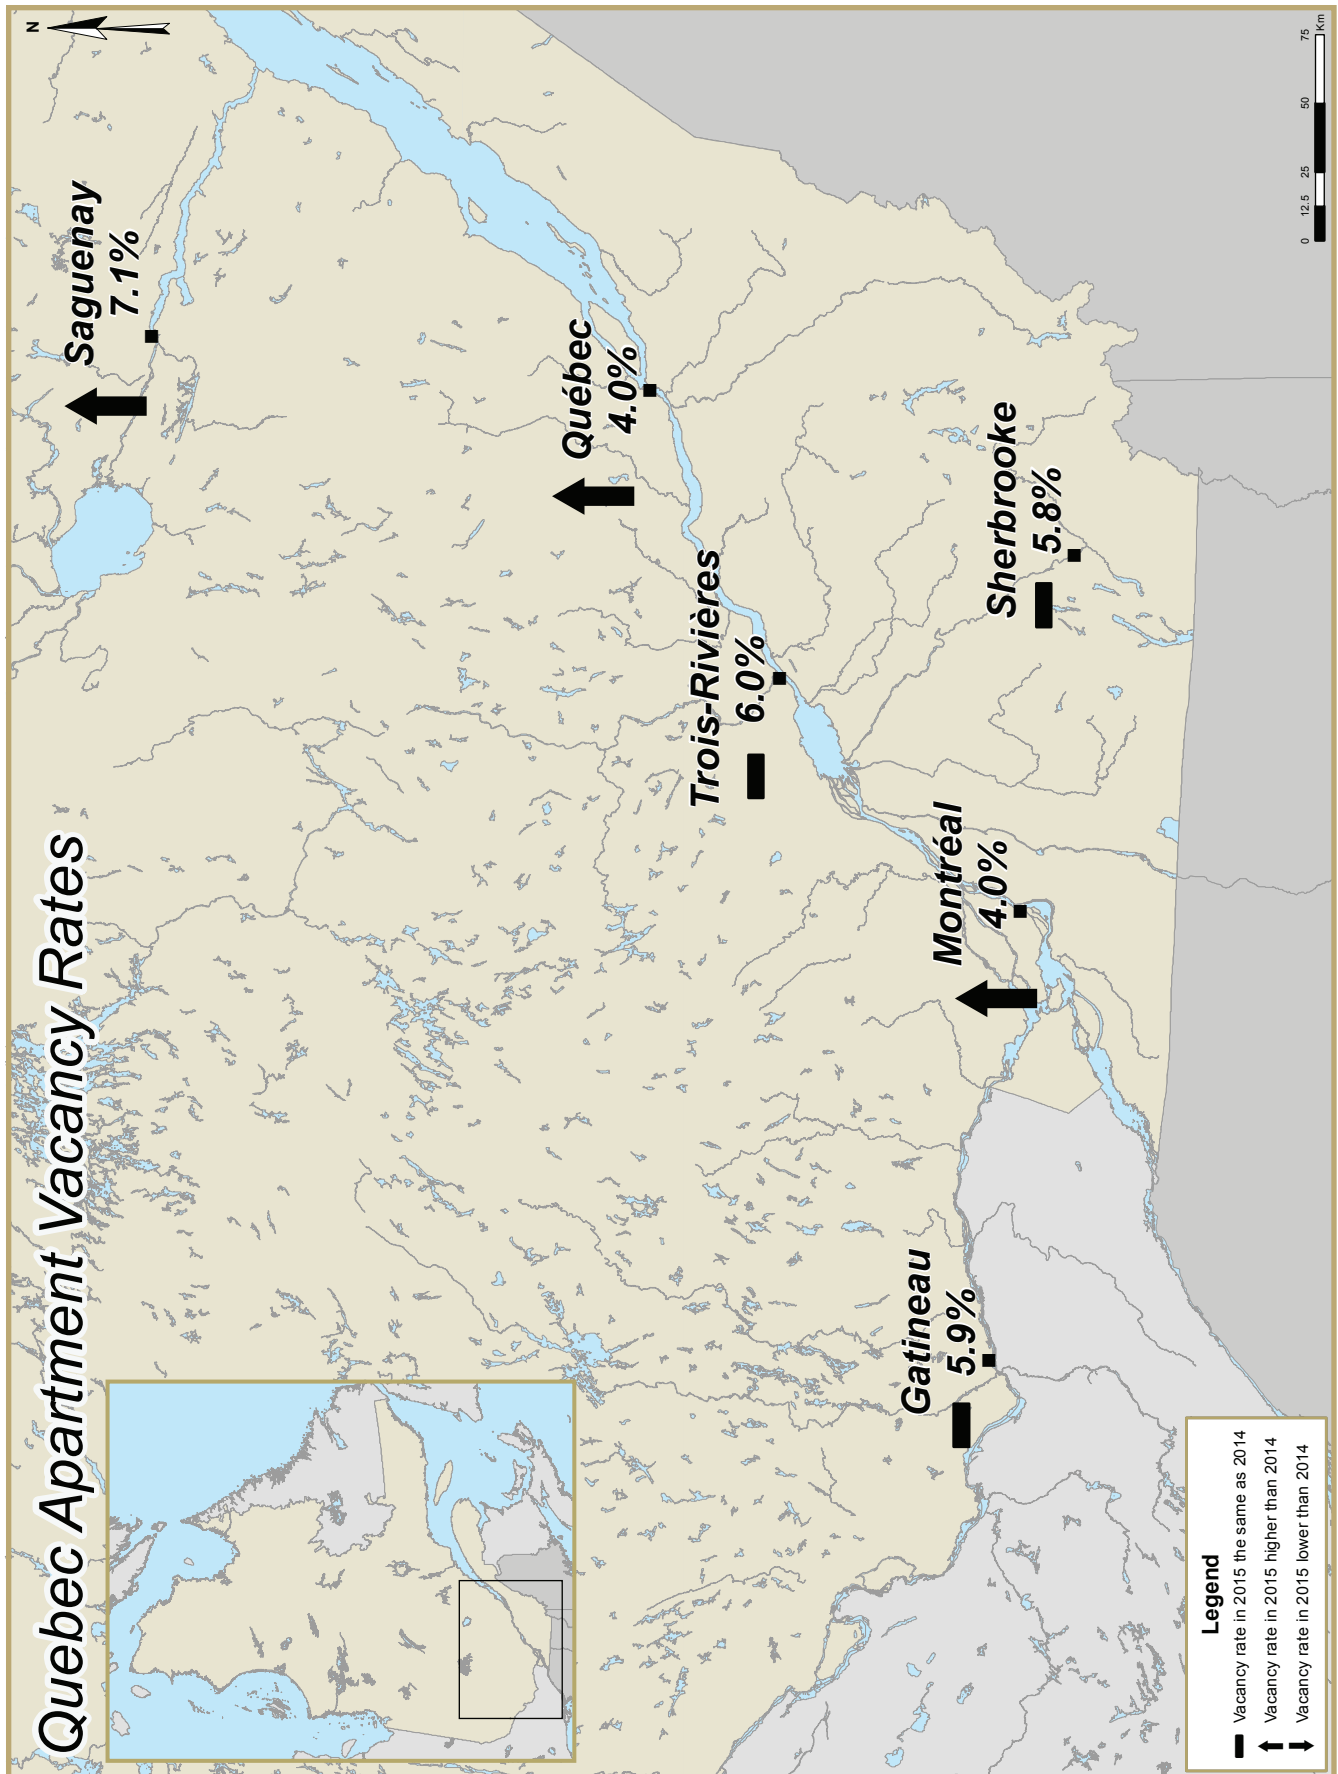 Quebec Apartment Vacancy Rates
N
Saguenay
7.1%
Québec
4.0%
Trois-Rivières
6.0%
Sherbrooke
5.8%
Montréal
4.0%
Gatineau
5.9%
Legend
Vacancy rate in 2015 the same as 2014
Vacancy rate in 2015 higher than 2014
Vacancy rate in 2015 lower than 2014
0 12.5 25 50 75
Km